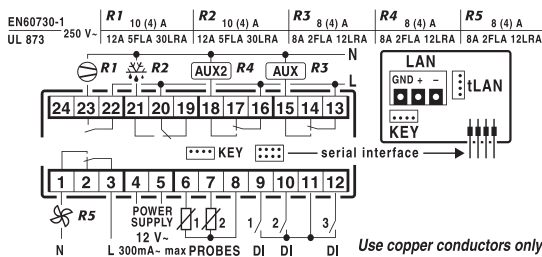 EN60730-1 250 V~ R1 10 (4) A R2 10 (4) A R3 8 (4) A R4 8 (4) A R5 8 (4) A
UL 873 12A 5FLA 30LRA 12A 5FLA 30LRA 8A 2FLA 12LRA 8A 2FLA 12LRA 8A 2FLA 12LRA
N
R1 R2 AUX2 R4 AUX R3
L
24 23 22 21 20 19 18 17 16 15 14 13
LAN
GND + -
tLAN
KEY
KEY serial interface
1 2 3 4 5 6 7 8 9 10 11 12
R5 POWER SUPPLY 1 2 1 2 3
12 V~
N L 300mA~ max PROBES DI DI DI
Use copper conductors only